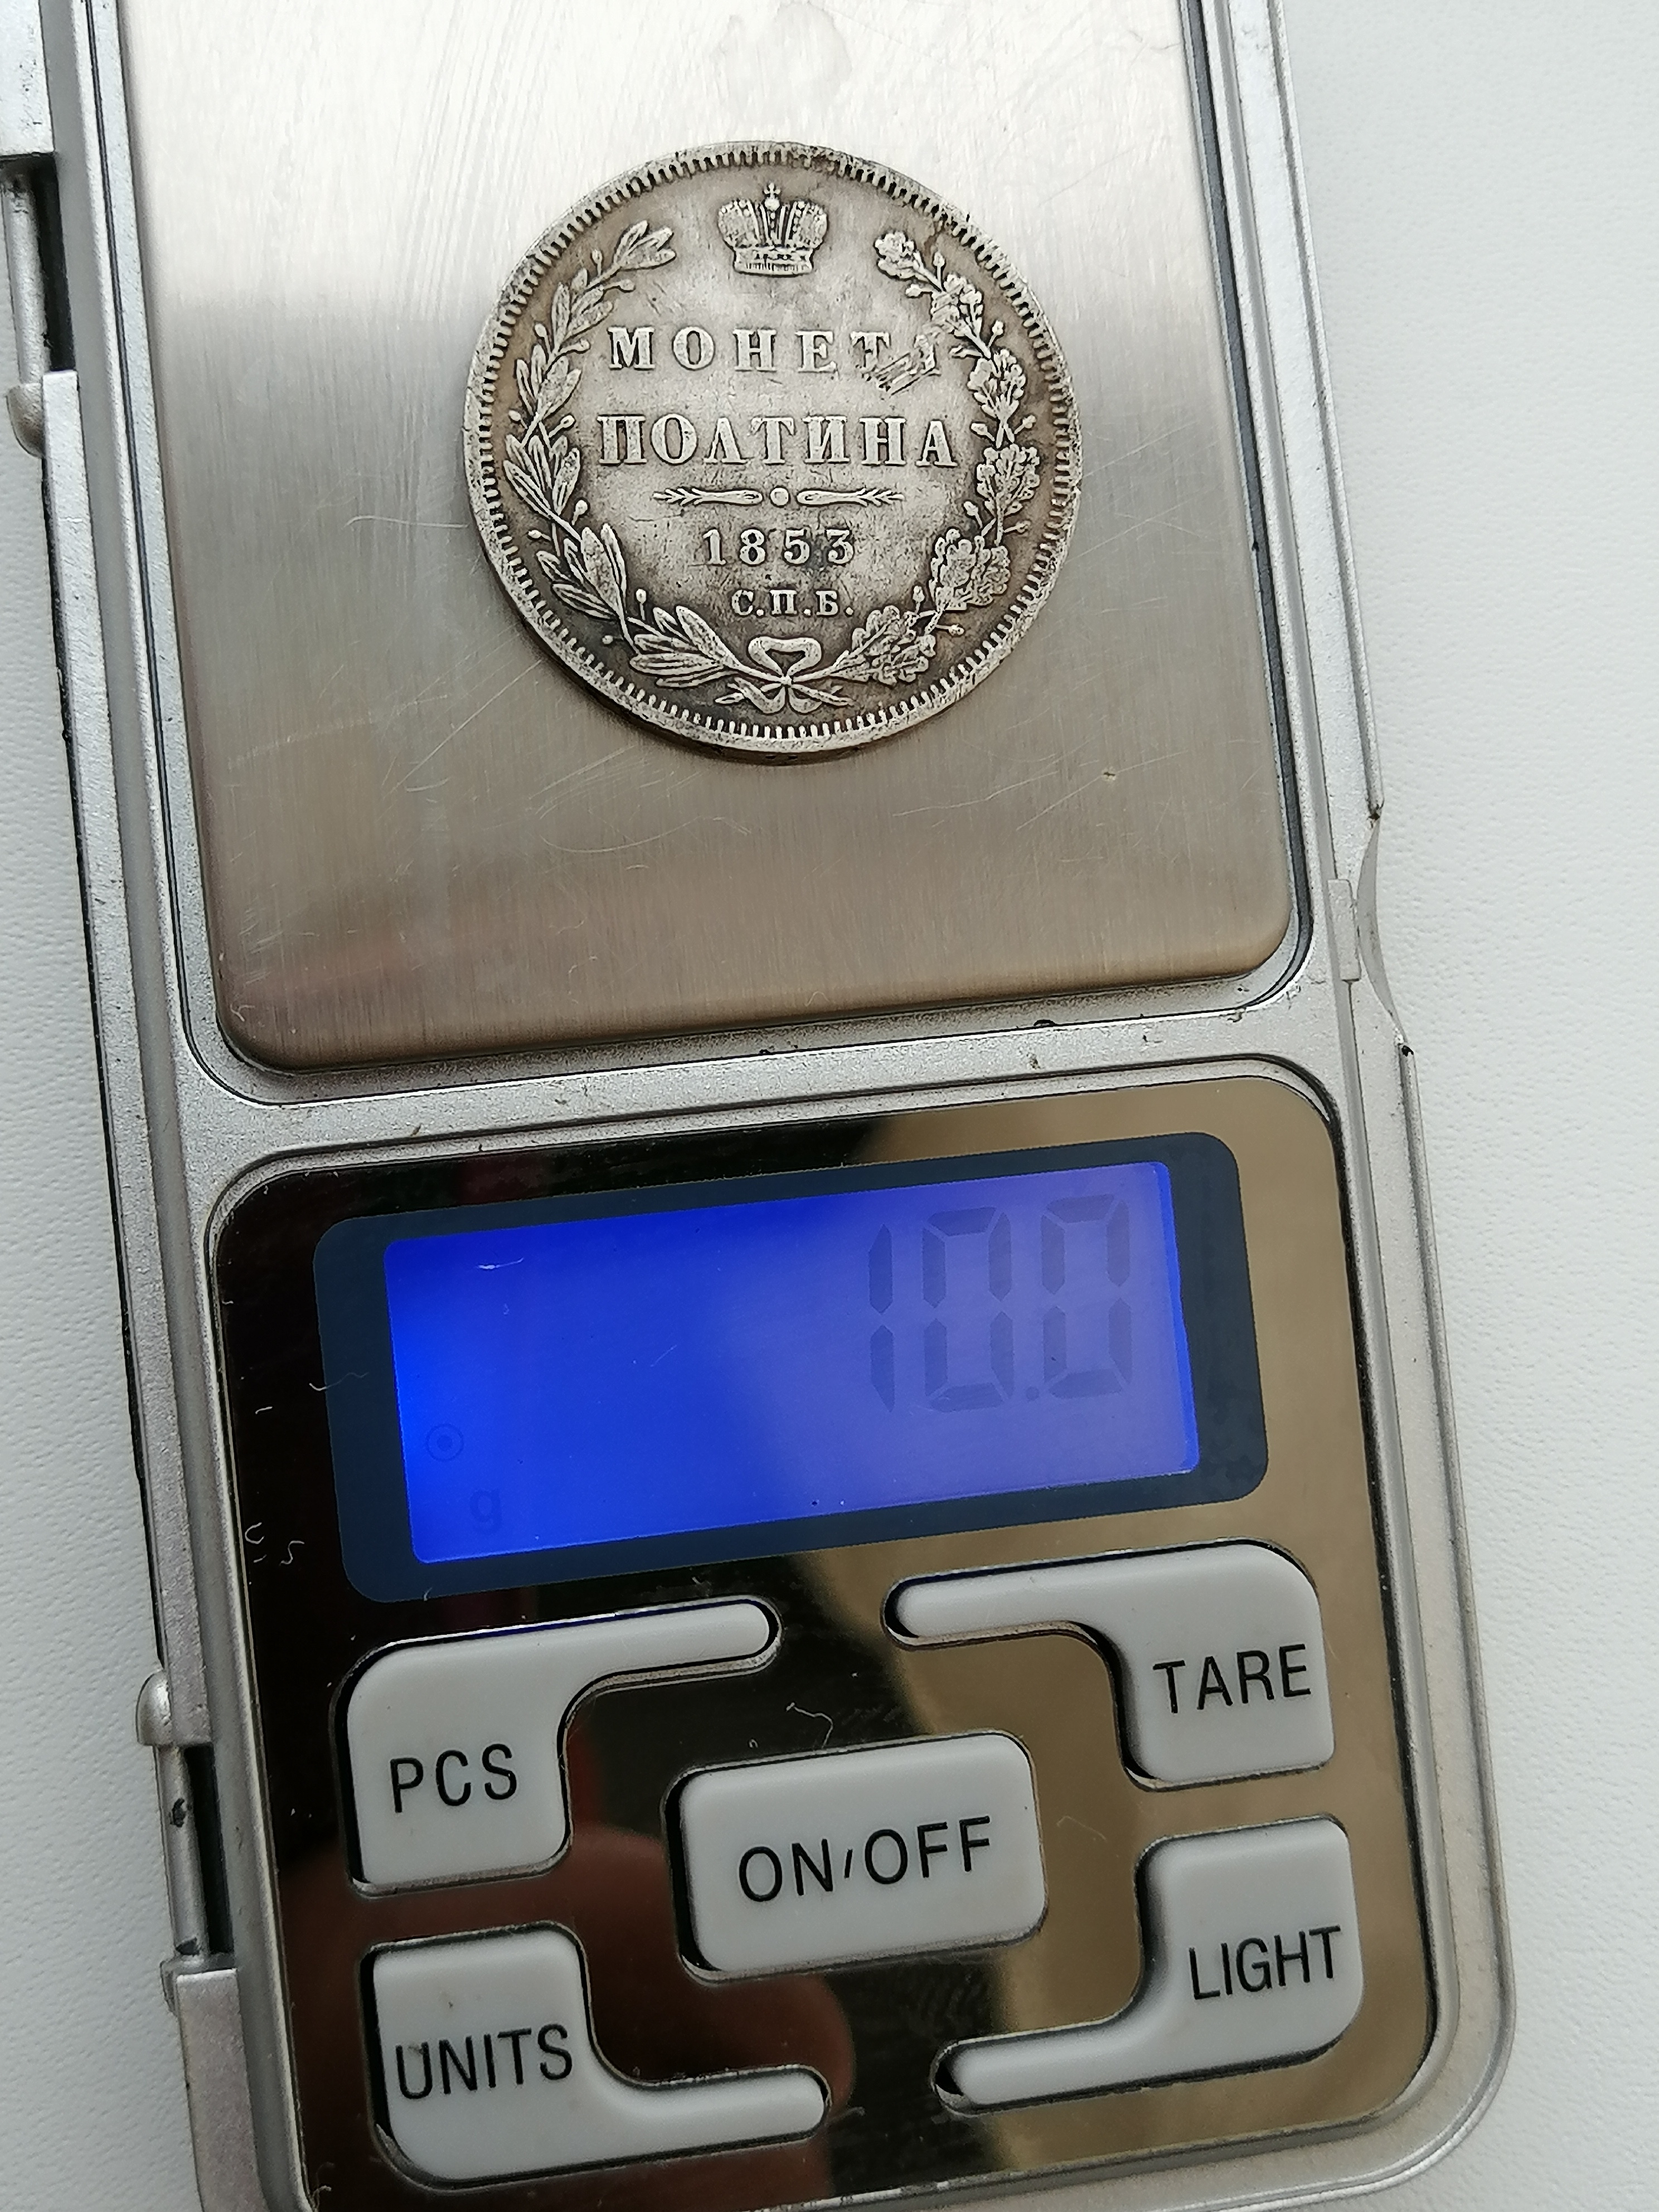 МОНЕТА
ПОЛТИНА
1853
С.П.Б.
10.0
g
PCS
TARE
ON/OFF
UNITS
LIGHT